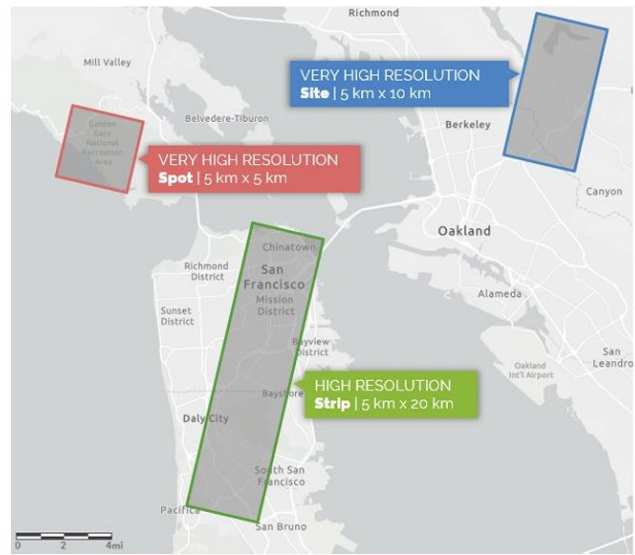 Richmond
Mill Valley
VERY HIGH RESOLUTION
Site | 5 km x 10 km
Golden
Gate
National
Recreation
Area
Belvedere-Tiburon
Berkeley
VERY HIGH RESOLUTION
Spot | 5 km x 5 km
Canyon
Oakland
Chinatown
Richmond
District
San
Francisco
Mission
District
Alameda
Sunset
District
Bayview
District
San
Leandro
Oakland
Int'l Airport
HIGH RESOLUTION
Strip | 5 km x 20 km
Bayshore
Daly City
South San
Francisco
Pacifica
San Bruno
0 2 4mi